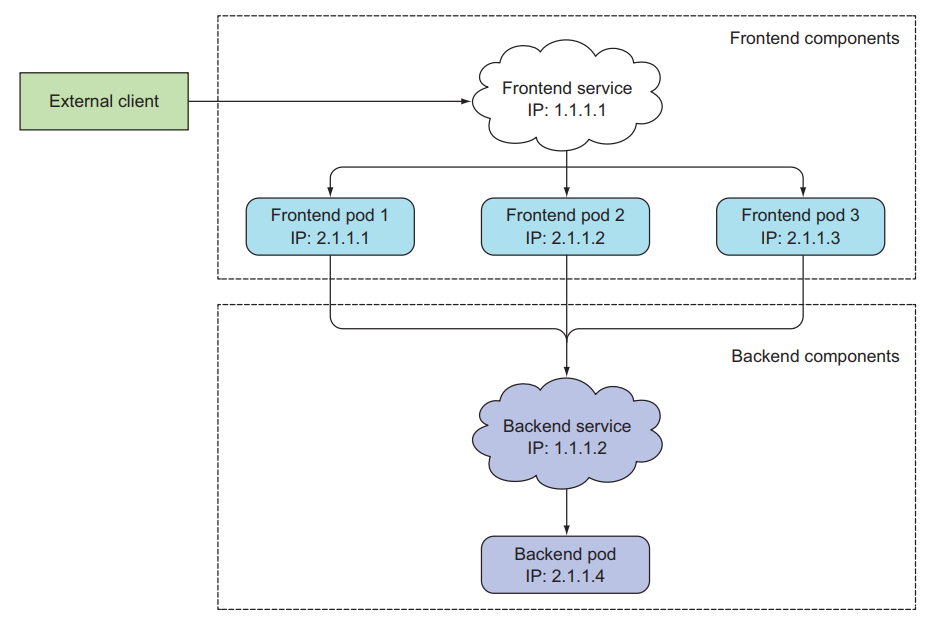 Frontend components
External client
Frontend service
IP: 1.1.1.1
Frontend pod 1
IP: 2.1.1.1
Frontend pod 2
IP: 2.1.1.2
Frontend pod 3
IP: 2.1.1.3
Backend components
Backend service
IP: 1.1.1.2
Backend pod
IP: 2.1.1.4